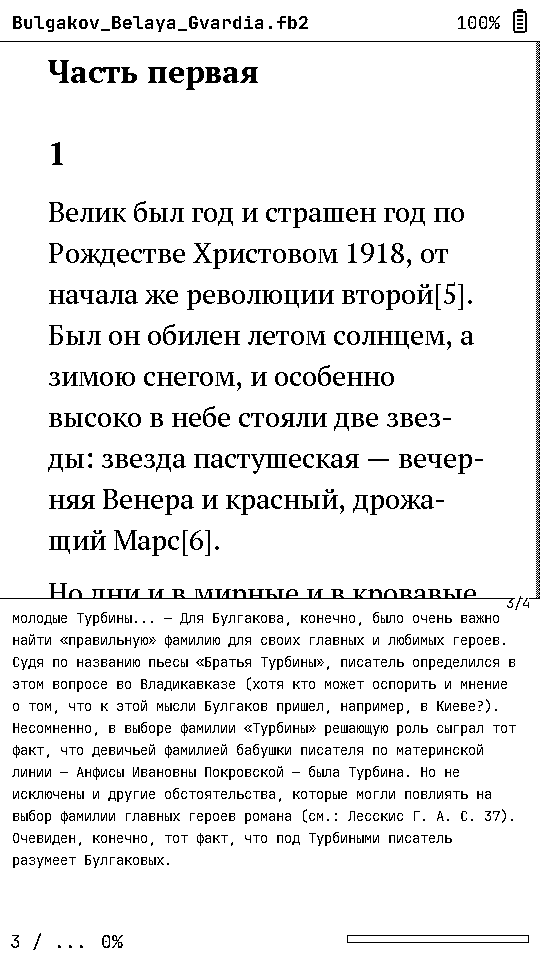 Bulgakov_Belaya_Gvardia.fb2 100%
Часть первая
1
Велик был год и страшен год по
Рождестве Христовом 1918, от
начала же революции второй[5].
Был он обилен летом солнцем, а
зимою снегом, и особенно
высоко в небе стояли две звез-
ды: звезда пастушеская — вечер-
няя Венера и красный, дрожа-
щий Марс[6].
Но дни и в мирные и в кровавые
3/4
молодые Турбины... — Для Булгакова, конечно, было очень важно
найти «правильную» фамилию для своих главных и любимых героев.
Судя по названию пьесы «Братья Турбины», писатель определился в
этом вопросе во Владикавказе (хотя кто может оспорить и мнение
о том, что к этой мысли Булгаков пришел, например, в Киеве?).
Несомненно, в выборе фамилии «Турбины» решающую роль сыграл тот
факт, что девичьей фамилией бабушки писателя по материнской
линии — Анфисы Ивановны Покровской — была Турбина. Но не
исключены и другие обстоятельства, которые могли повлиять на
выбор фамилии главных героев романа (см.: Лесскис Г. А. С. 37).
Очевиден, конечно, тот факт, что под Турбиными писатель
разумеет Булгаковых.
3 / ... 0%